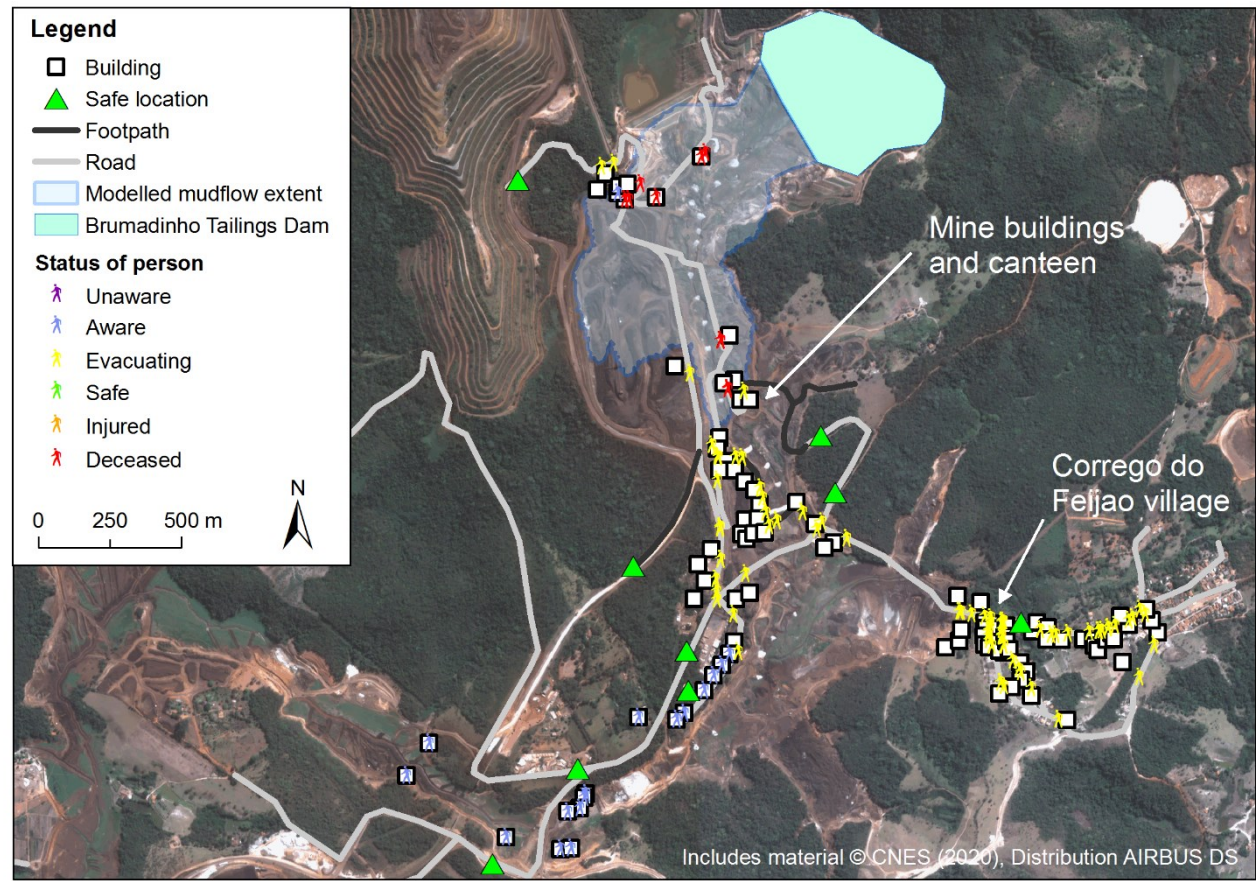 Legend
Building
Safe location
Footpath
Road
Modelled mudflow extent
Brumadinho Tailings Dam
Status of person
Unaware
Aware
Evacuating
Safe
Injured
Deceased
N
0 250 500 m
Mine buildings
and canteen
Corrego do
Feijao village
Includes material © CNES (2020), Distribution AIRBUS DS